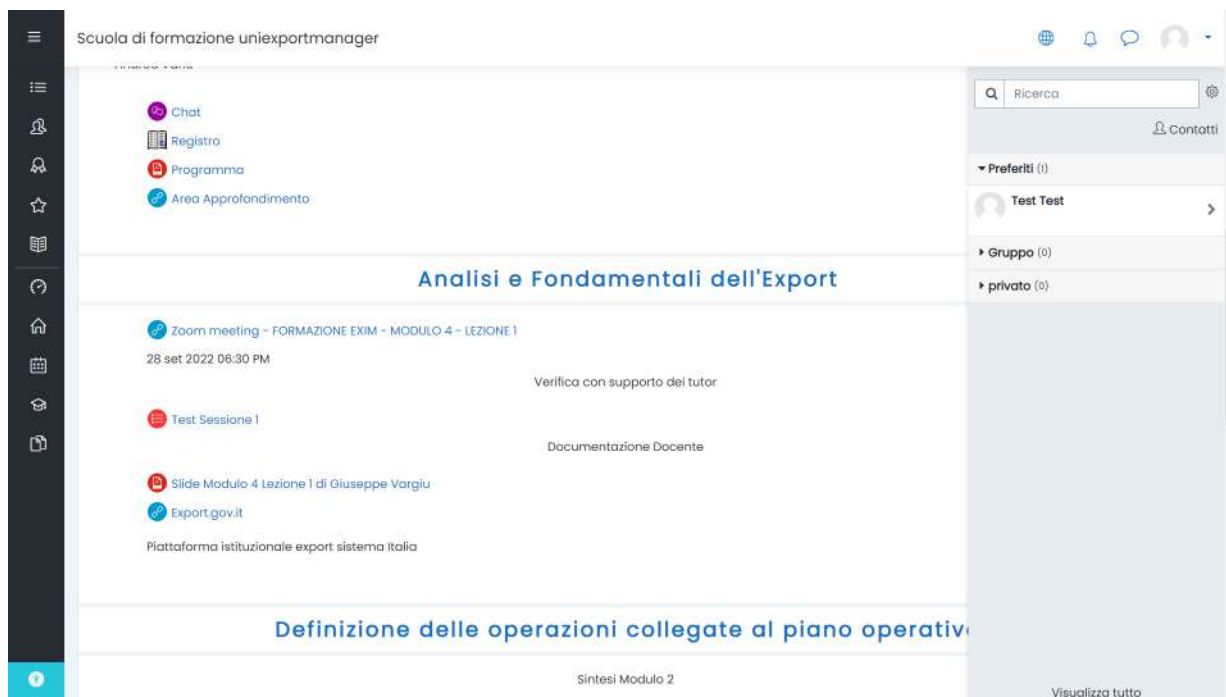 Scuola di formazione uniexportmanager
Chat
Registro
Programma
Area Approfondimento
Analisi e Fondamentali dell'Export
Zoom meeting - FORMAZIONE EXIM - MODULO 4 - LEZIONE 1
28 set 2022 06:30 PM
Verifica con supporto dei tutor
Test Sessione 1
Documentazione Docente
Slide Modulo 4 Lezione 1 di Giuseppe Vargiu
Export.gov.it
Piattaforma istituzionale export sistema Italia
Definizione delle operazioni collegate al piano operativ
Sintesi Modulo 2
Ricerca
Contatti
Preferiti (1)
Test Test
Gruppo (0)
privato (0)
Visualizza tutto